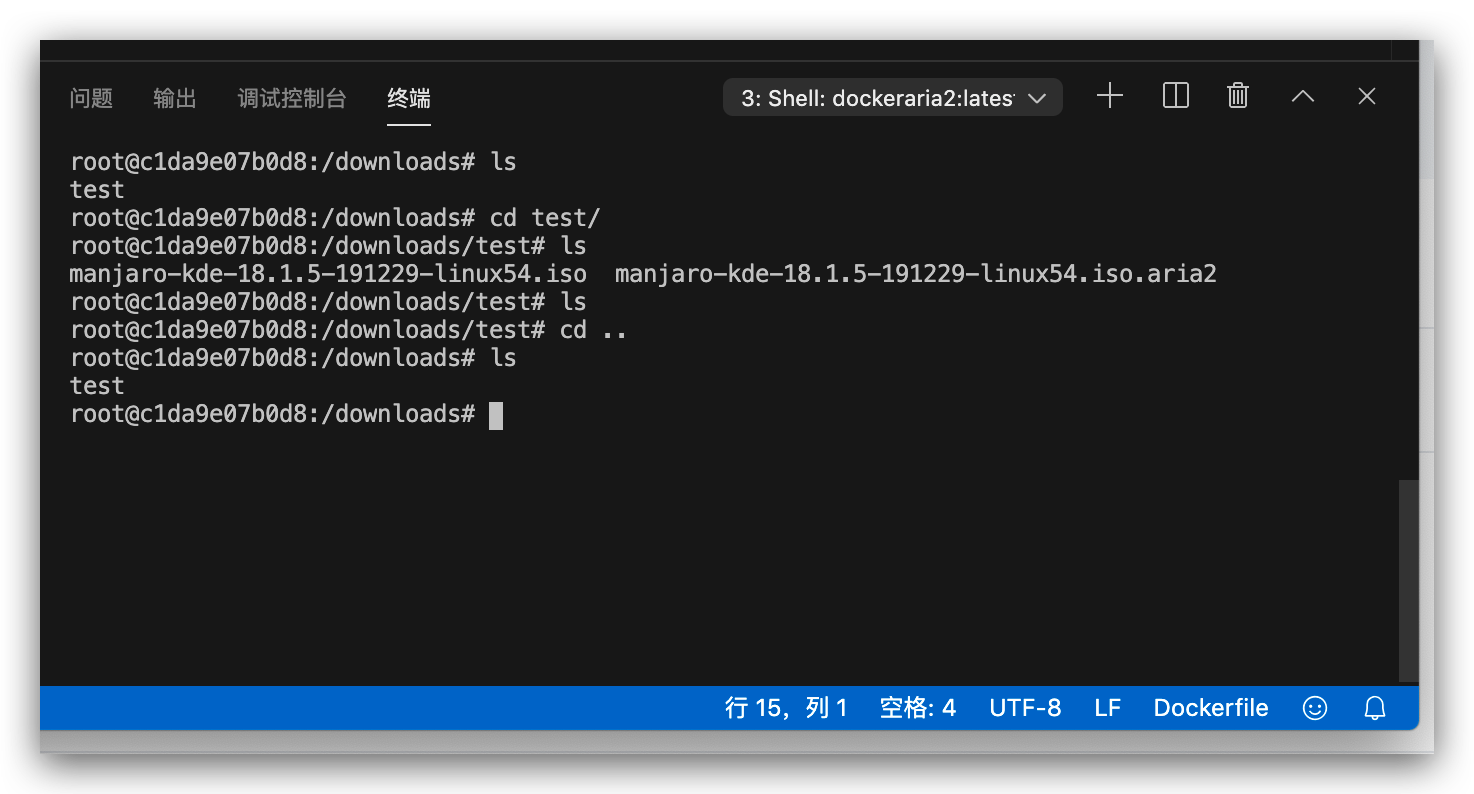 问题 输出 调试控制台 终端 3: Shell: dockeraria2:lates
root@c1da9e07b0d8:/downloads# ls
test
root@c1da9e07b0d8:/downloads# cd test/
root@c1da9e07b0d8:/downloads/test# ls
manjaro-kde-18.1.5-191229-linux54.iso  manjaro-kde-18.1.5-191229-linux54.iso.aria2
root@c1da9e07b0d8:/downloads/test# ls
root@c1da9e07b0d8:/downloads/test# cd ..
root@c1da9e07b0d8:/downloads# ls
test
root@c1da9e07b0d8:/downloads#
行 15，列 1 空格: 4 UTF-8 LF Dockerfile